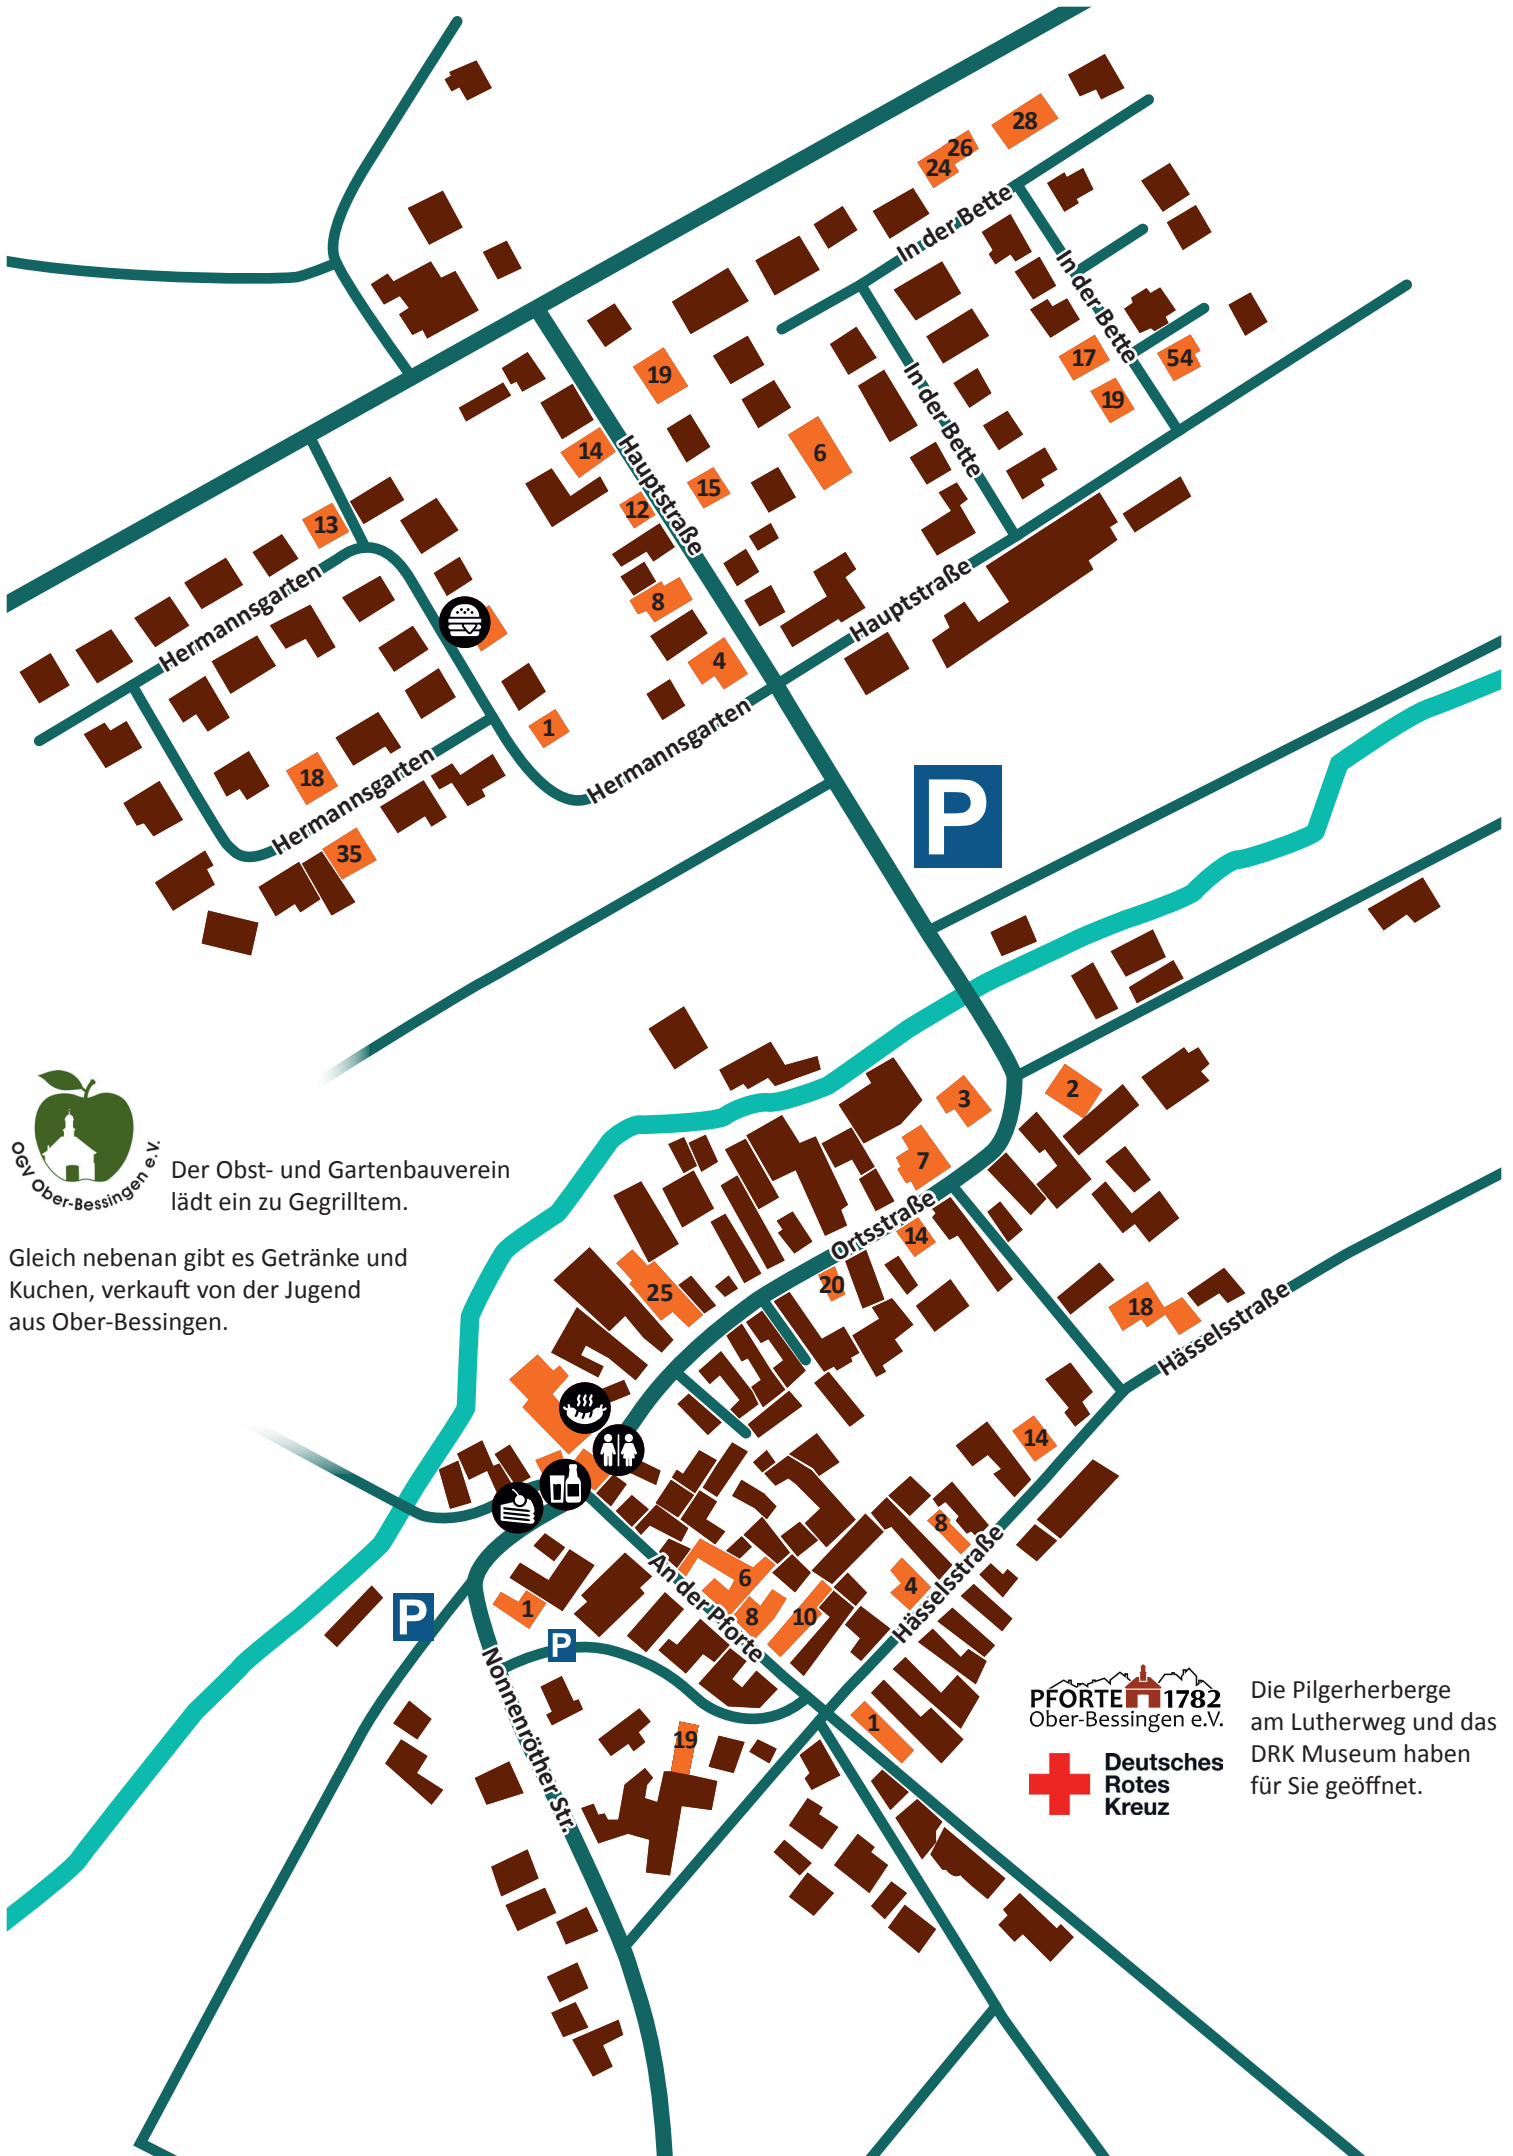 28
26
24
In der Bette
In der Bette
17
54
19
In der Bette
19
14
Hauptstraße
6
15
12
13
Hermannsgarten
8
Hauptstraße
4
1
Hermannsgarten
18
Hermannsgarten
35
P
3
2
7
OGV Ober-Bessingen e.V.
Der Obst- und Gartenbauverein
lädt ein zu Gegrilltem.
Gleich nebenan gibt es Getränke und
Kuchen, verkauft von der Jugend
aus Ober-Bessingen.
Ortsstraße
14
20
25
18
Hässelsstraße
14
8
An der Pforte
6
4
8
10
Hässelsstraße
1
P
P
Nonnenröther Str.
19
1
PFORTE 1782
Ober-Bessingen e.V.
Deutsches
Rotes
Kreuz
Die Pilgerherberge
am Lutherweg und das
DRK Museum haben
für Sie geöffnet.